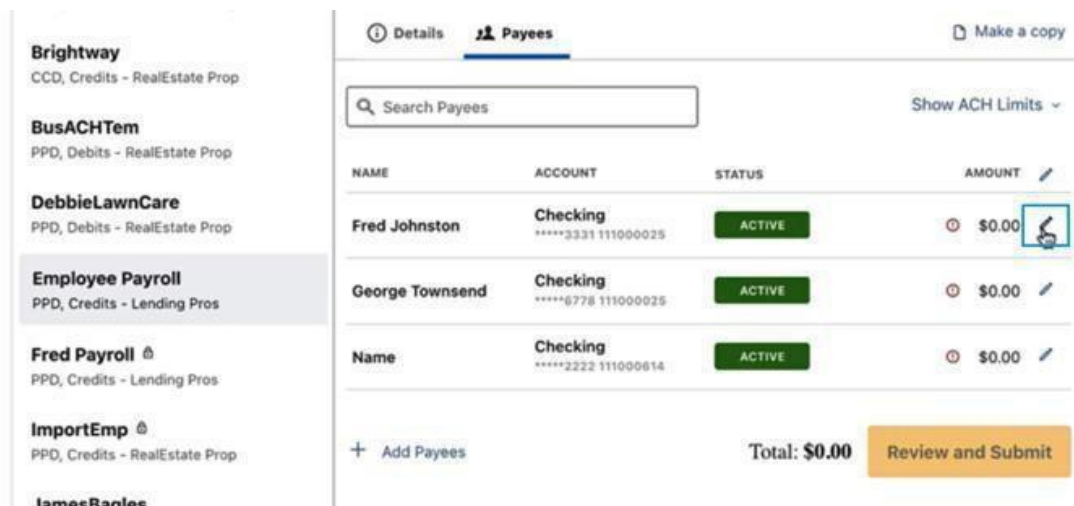 Brightway
CCD, Credits - RealEstate Prop
BusACHTem
PPD, Debits - RealEstate Prop
DebbieLawnCare
PPD, Debits - RealEstate Prop
Employee Payroll
PPD, Credits - Lending Pros
Fred Payroll
PPD, Credits - Lending Pros
ImportEmp
PPD, Credits - RealEstate Prop
JamesBagles
Details Payees Make a copy
Search Payees Show ACH Limits
NAME ACCOUNT STATUS AMOUNT
Fred Johnston Checking ACTIVE $0.00
*****3331 111000025
George Townsend Checking ACTIVE $0.00
*****6778 111000025
Name Checking ACTIVE $0.00
*****2222 111000614
+ Add Payees Total: $0.00 Review and Submit